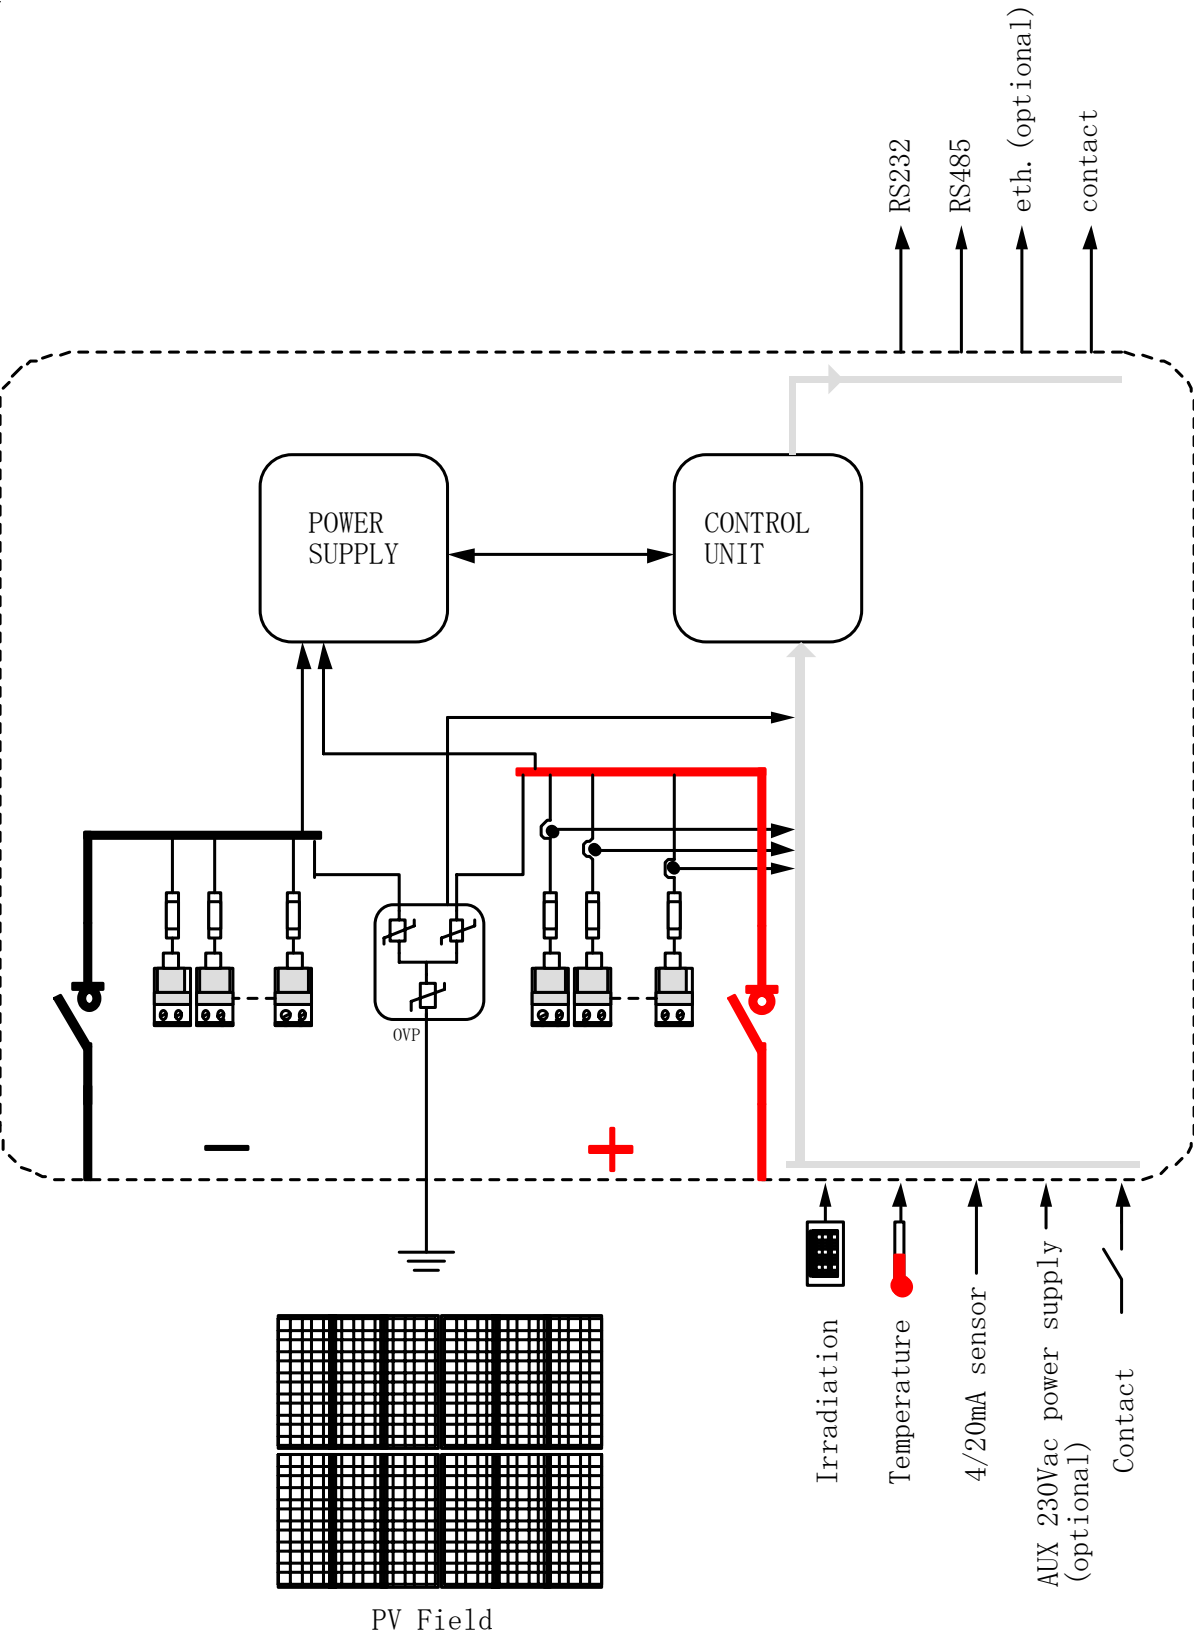 RS232
RS485
eth.(optional)
contact
POWER
SUPPLY
CONTROL
UNIT
OVP
Irradiation
Temperature
4/20mA sensor
AUX 230Vac power supply
(optional)
Contact
PV Field